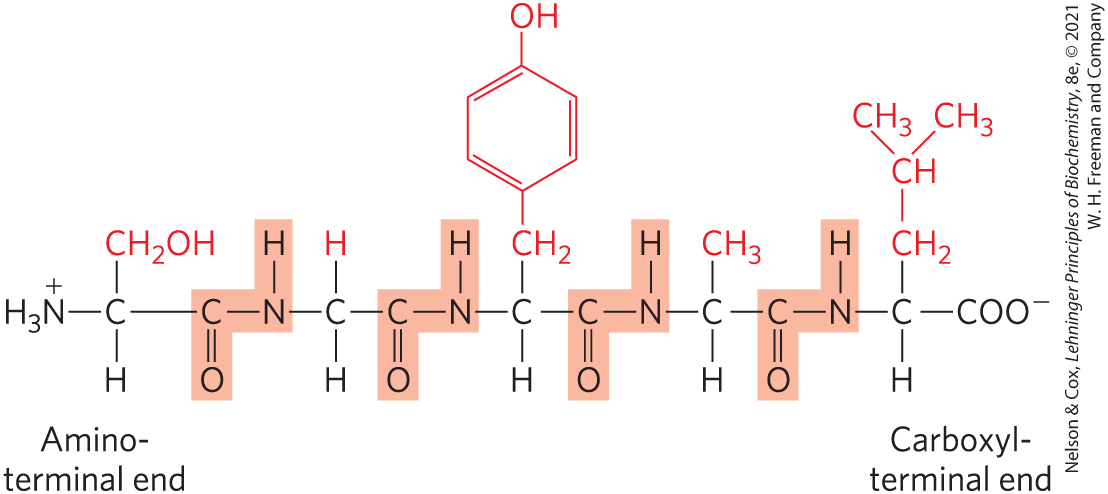 OH
CH3 CH3
CH
CH2OH H H H CH2 H CH3 H CH2
H3N+ C C N C C N C C N C C N C COO−
H O H O H O H O H
Amino-
terminal end
Carboxyl-
terminal end
Nelson & Cox, Lehninger Principles of Biochemistry, 8e, © 2021
W. H. Freeman and Company